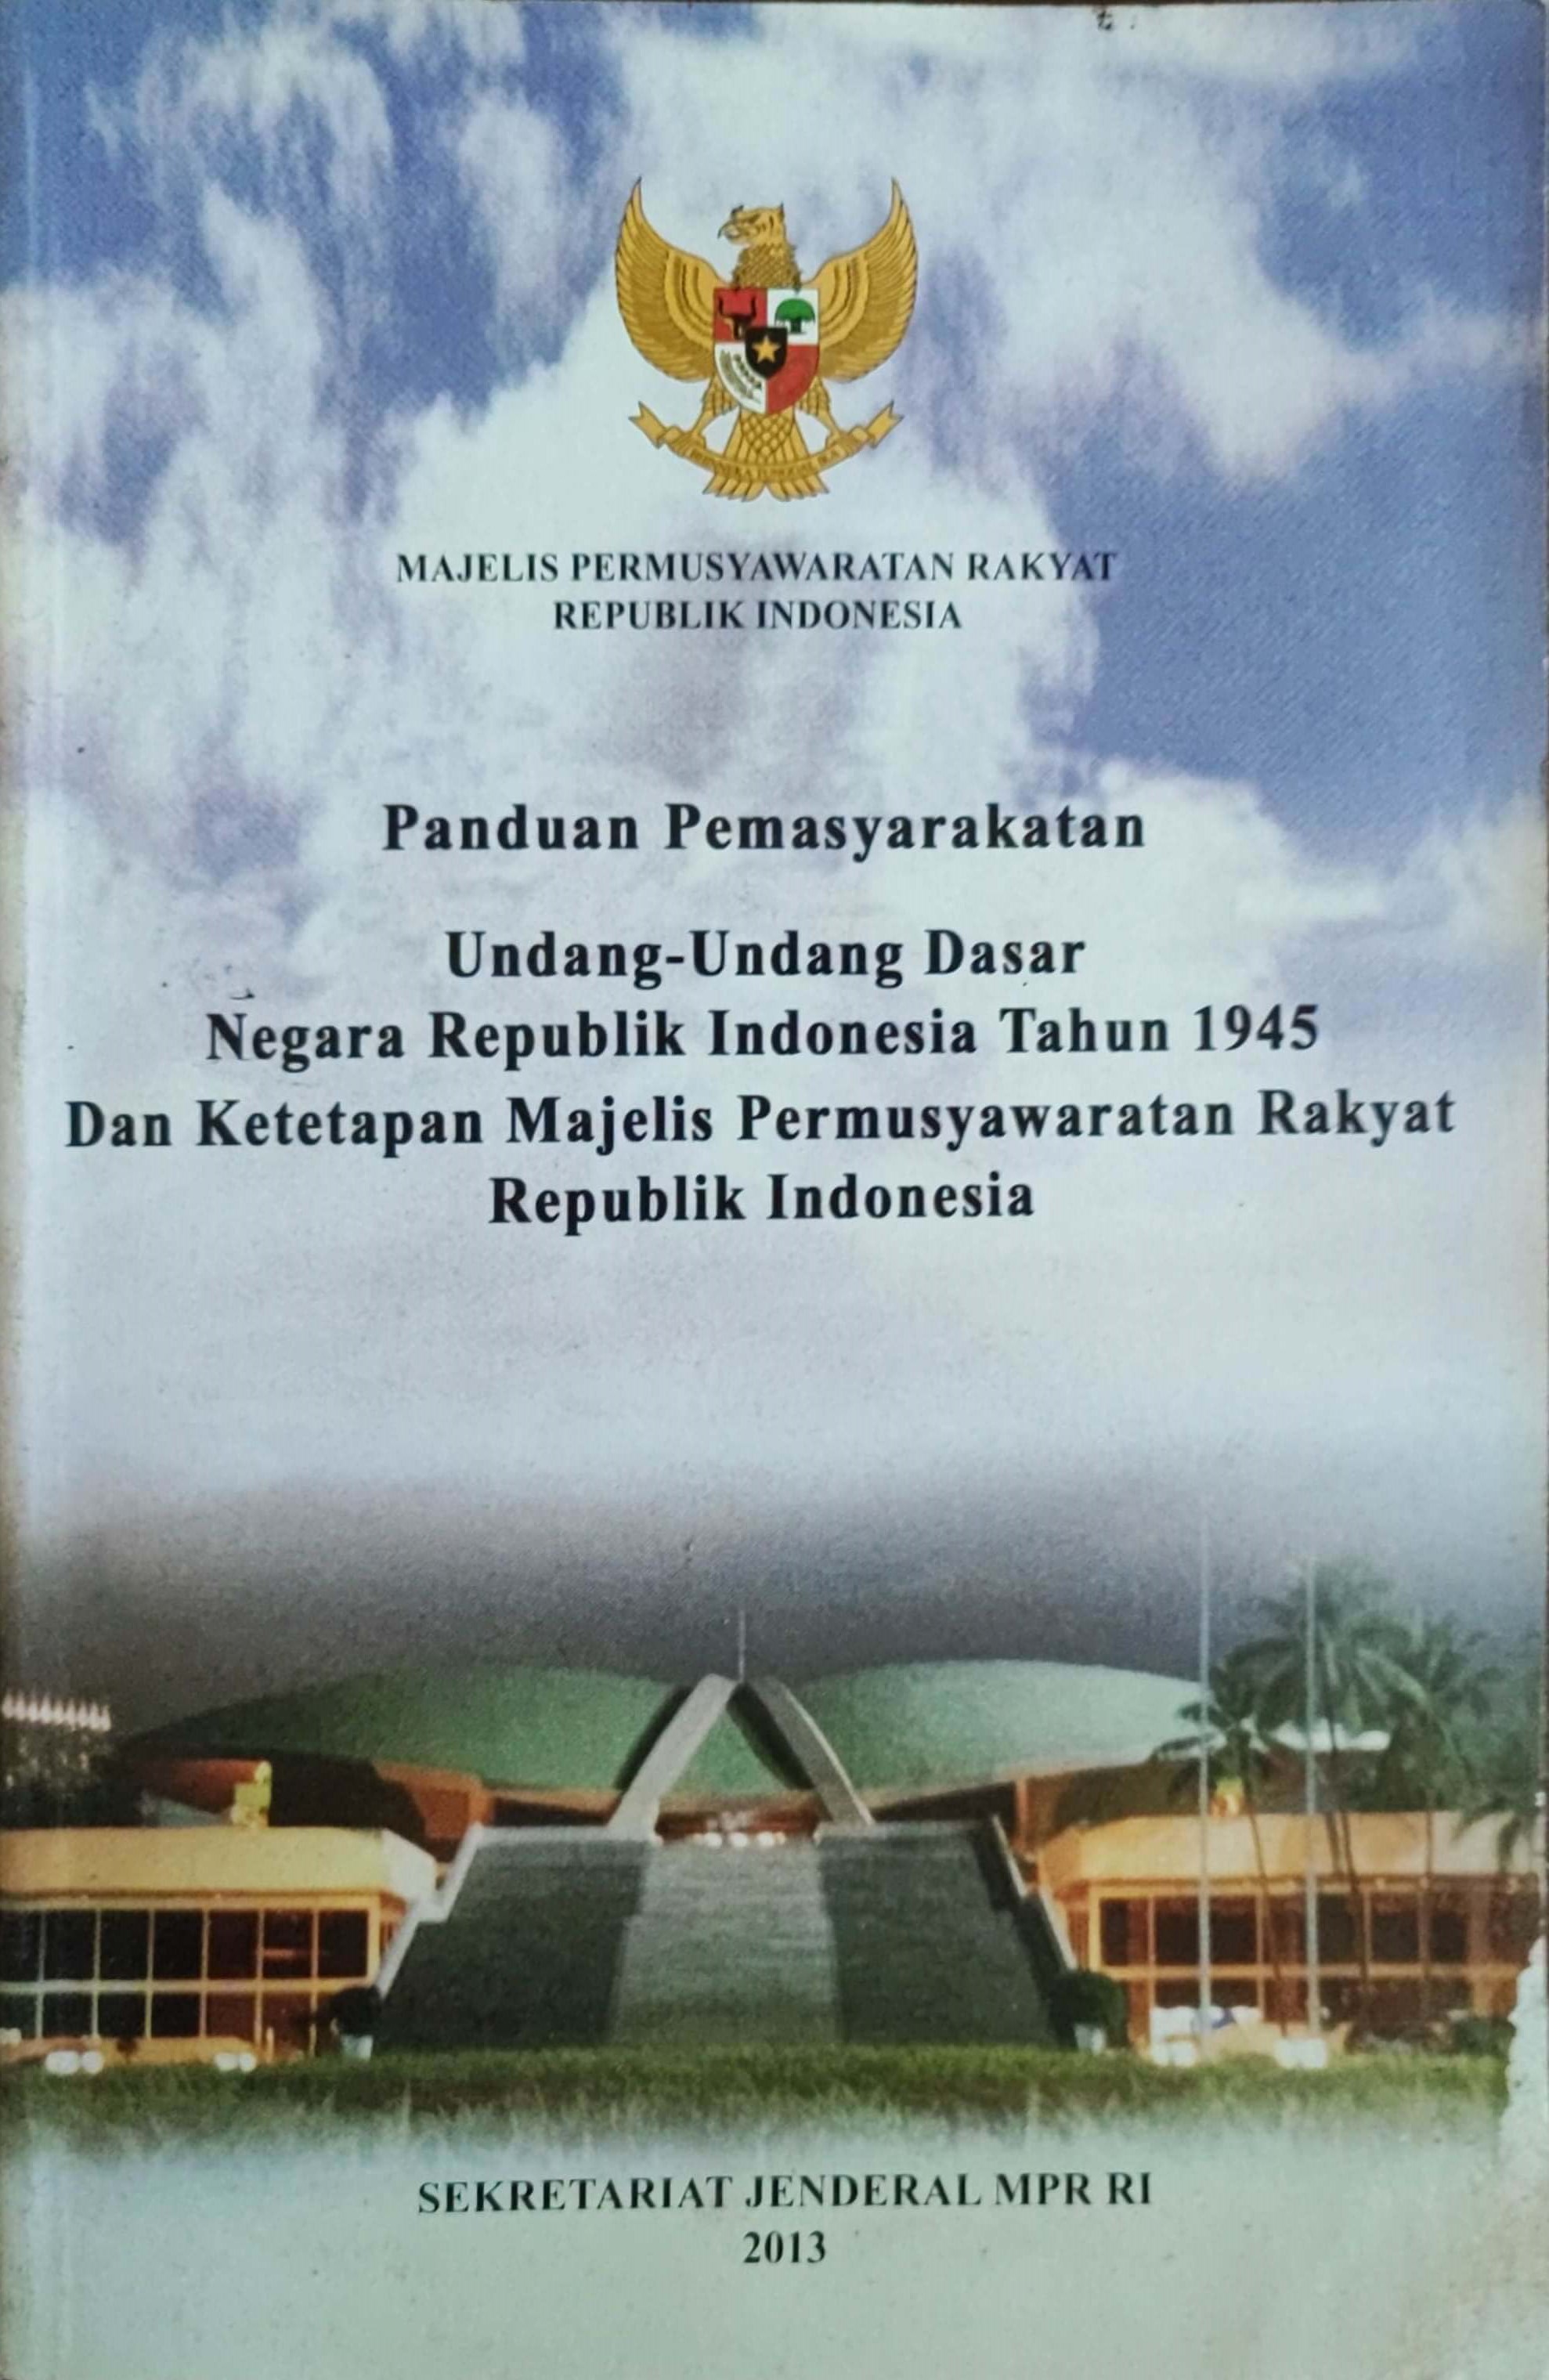 MAJELIS PERMUSYAWARATAN RAKYAT
REPUBLIK INDONESIA
Panduan Pemasyarakatan
Undang-Undang Dasar
Negara Republik Indonesia Tahun 1945
Dan Ketetapan Majelis Permusyawaratan Rakyat
Republik Indonesia
SEKRETARIAT JENDERAL MPR RI
2013